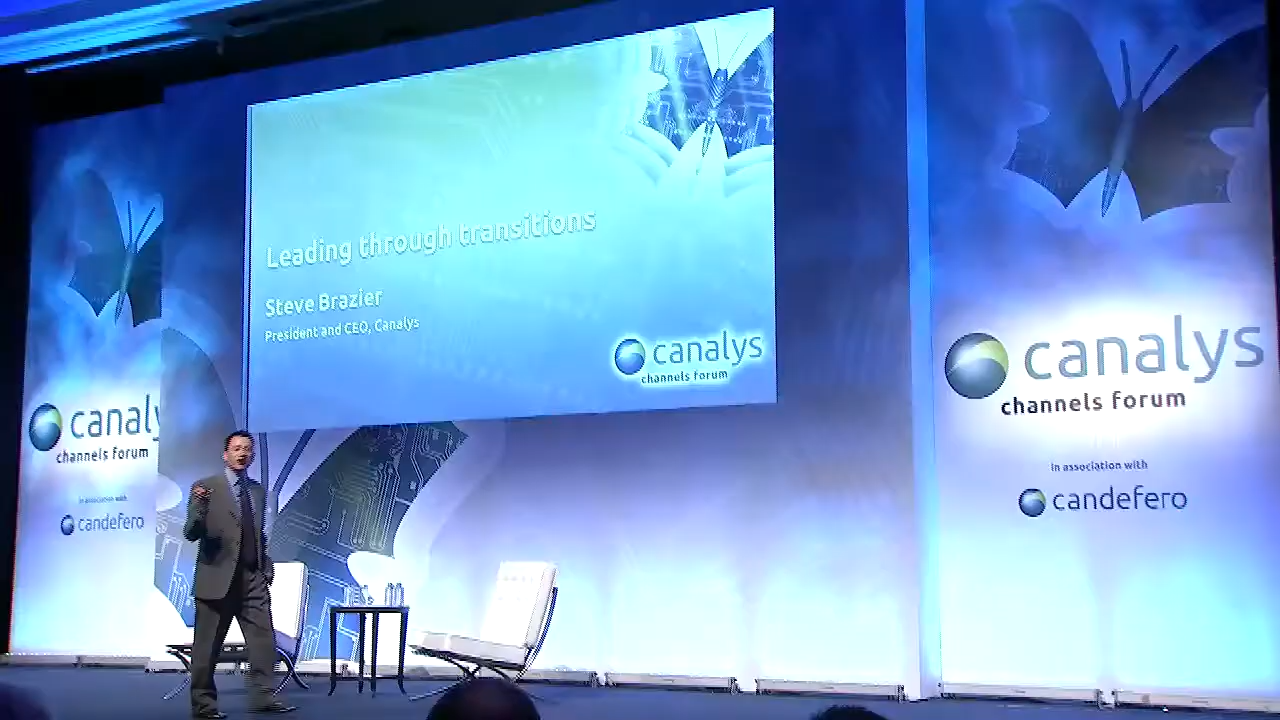 Leading through transitions
Steve Brazier
President and CEO, Canalys
canalys
channels forum
canaly
channels forum
in association with
candefero
canalys
channels forum
in association with
candefero